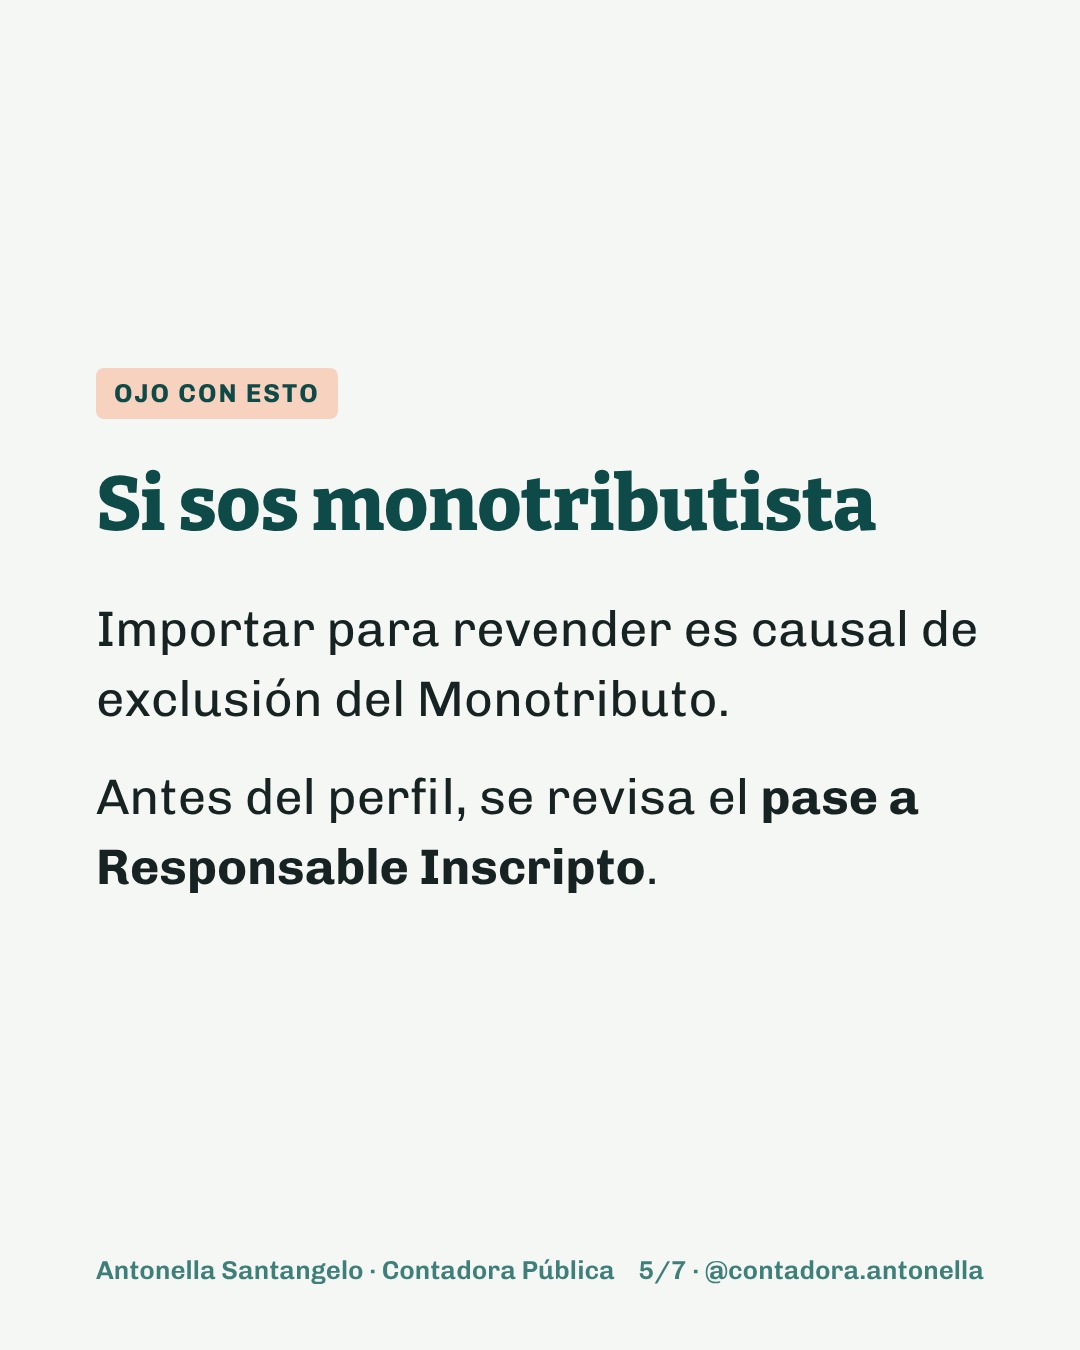 OJO CON ESTO
Si sos monotributista
Importar para revender es causal de
exclusión del Monotributo.
Antes del perfil, se revisa el pase a
Responsable Inscripto.
Antonella Santangelo · Contadora Pública 5/7 · @contadora.antonella